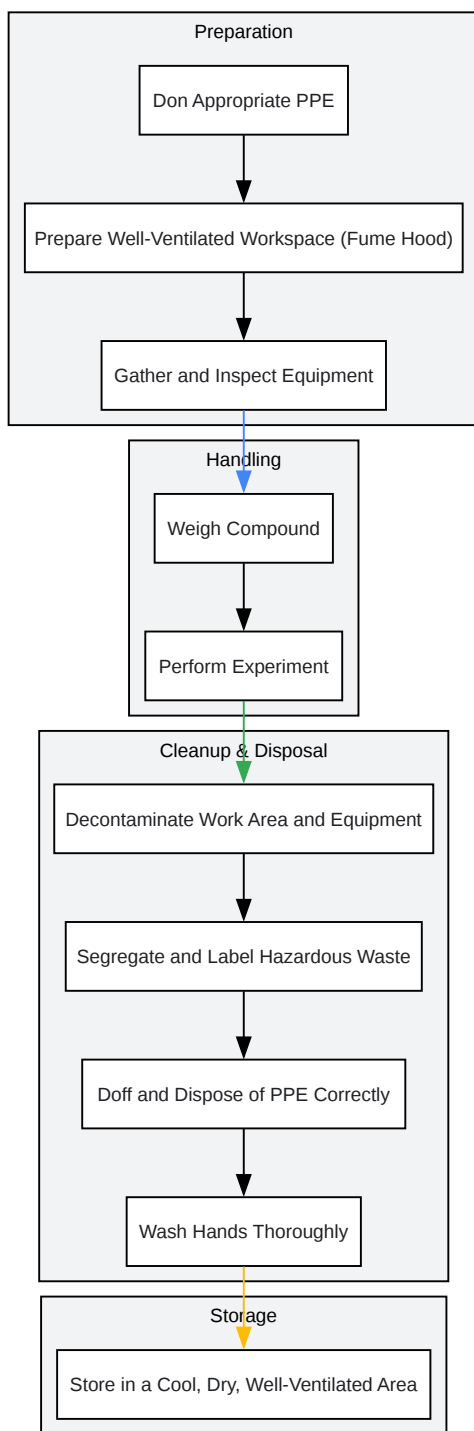 Preparation
Don Appropriate PPE
Prepare Well-Ventilated Workspace (Fume Hood)
Gather and Inspect Equipment
Handling
Weigh Compound
Perform Experiment
Cleanup & Disposal
Decontaminate Work Area and Equipment
Segregate and Label Hazardous Waste
Doff and Dispose of PPE Correctly
Wash Hands Thoroughly
Storage
Store in a Cool, Dry, Well-Ventilated Area